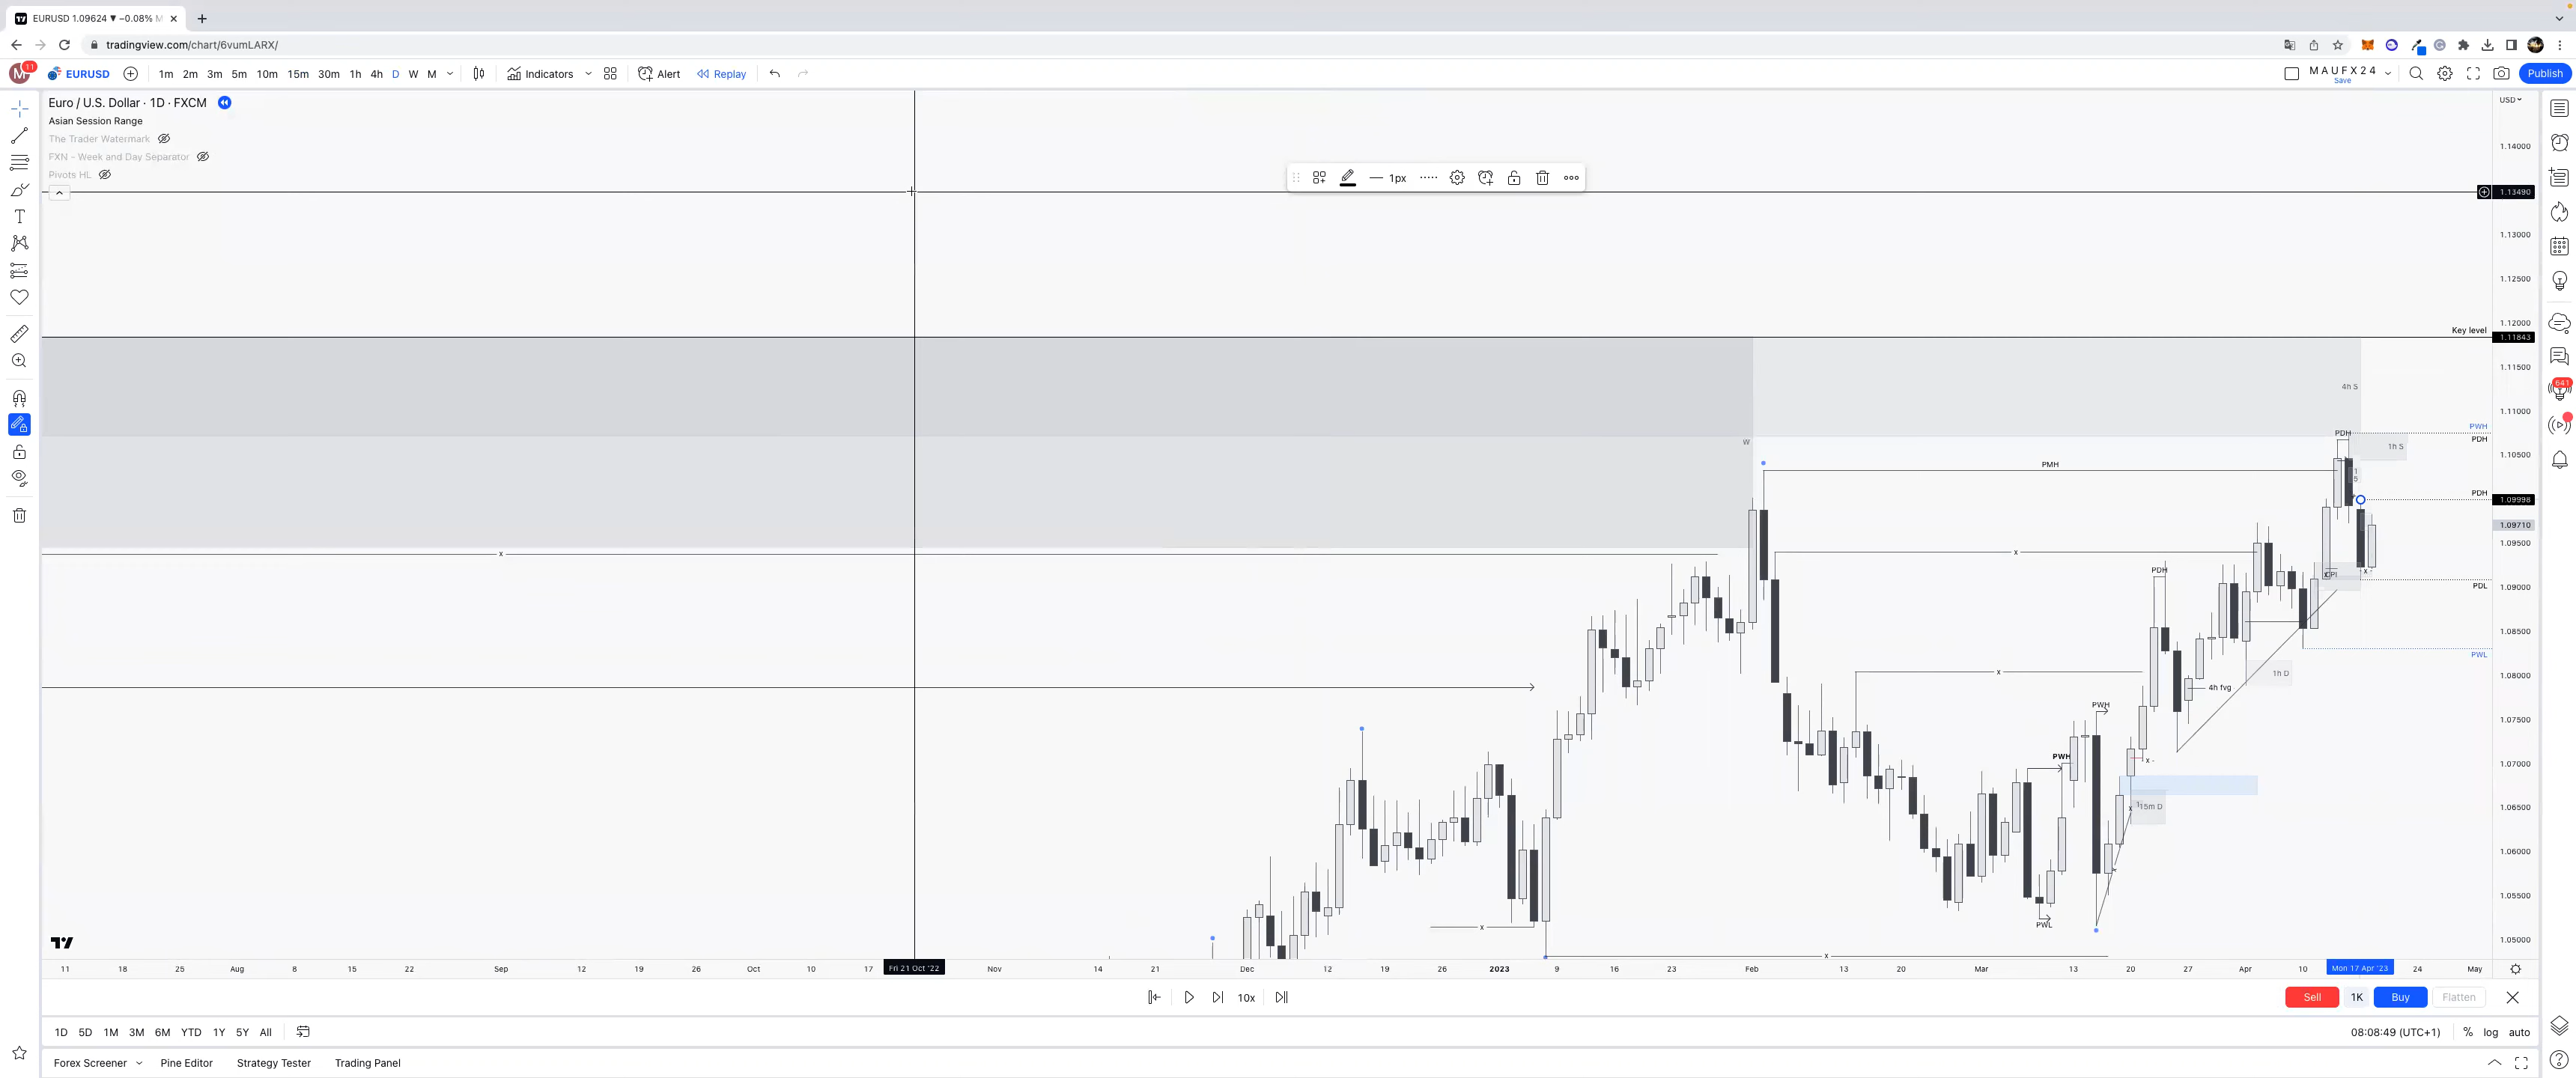 EURUSD 1.09624 ▼ −0.08% M
tradingview.com/chart/6vumLARX/
M 11 EURUSD 1m 2m 3m 5m 10m 15m 30m 1h 4h D W M Indicators Alert Replay MAUFX24 Save Publish
Euro / U.S. Dollar · 1D · FXCM
USD
Asian Session Range
The Trader Watermark
FXN - Week and Day Separator
Pivots HL
1px
1.14000
1.13490
1.13000
1.12500
1.12000
Key level
1.11843
1.11500
4h S
1.11000
PWH
PDH
PDH
W
1h S
1.10500
PMH
PDH
1.09998
1.09710
1.09500
x
x
PDH
x
1.09000
PDL
1.08500
PWL
x
1h D
1.08000
4h fvg
PWH
1.07500
PWH
x
1.07000
15m D
1.06500
1.06000
1.05500
PWL
x
1.05000
x
11 18 25 Aug 8 15 22 Sep 12 19 26 Oct 10 17 Fri 21 Oct '22 Nov 14 21 Dec 12 19 26 2023 9 16 23 Feb 13 20 Mar 13 20 27 Apr 10 Mon 17 Apr '23 24 May
10x
Sell 1K Buy Flatten
1D 5D 1M 3M 6M YTD 1Y 5Y All
08:08:49 (UTC+1) % log auto
Forex Screener Pine Editor Strategy Tester Trading Panel
641